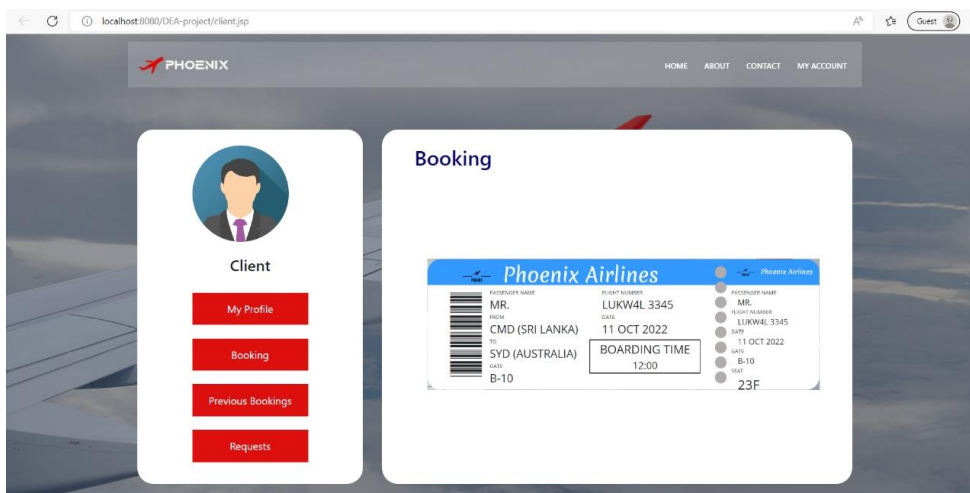 localhost:8080/DEA-project/client.jsp
Guest
PHOENIX
HOME ABOUT CONTACT MY ACCOUNT
Client
My Profile
Booking
Previous Bookings
Requests
Booking
Phoenix Airlines
PASSENGER NAME
MR.
FROM
CMD (SRI LANKA)
TO
SYD (AUSTRALIA)
GATE
B-10
FLIGHT NUMBER
LUKW4L 3345
DATE
11 OCT 2022
BOARDING TIME
12:00
Phoenix Airlines
PASSENGER NAME
MR.
FLIGHT NUMBER
LUKW4L 3345
DATE
11 OCT 2022
GATE
B-10
SEAT
23F